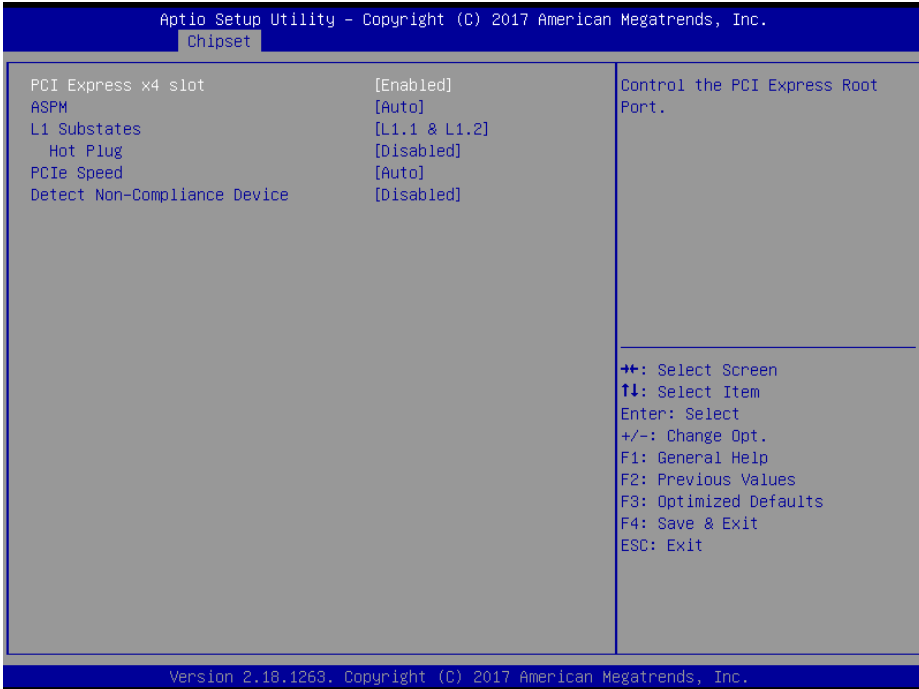 Aptio Setup Utility – Copyright (C) 2017 American Megatrends, Inc.
Chipset
PCI Express x4 slot [Enabled]
ASPM [Auto]
L1 Substates [L1.1 & L1.2]
Hot Plug [Disabled]
PCIe Speed [Auto]
Detect Non-Compliance Device [Disabled]
Control the PCI Express Root
Port.
→←: Select Screen
↑↓: Select Item
Enter: Select
+/-: Change Opt.
F1: General Help
F2: Previous Values
F3: Optimized Defaults
F4: Save & Exit
ESC: Exit
Version 2.18.1263. Copyright (C) 2017 American Megatrends, Inc.